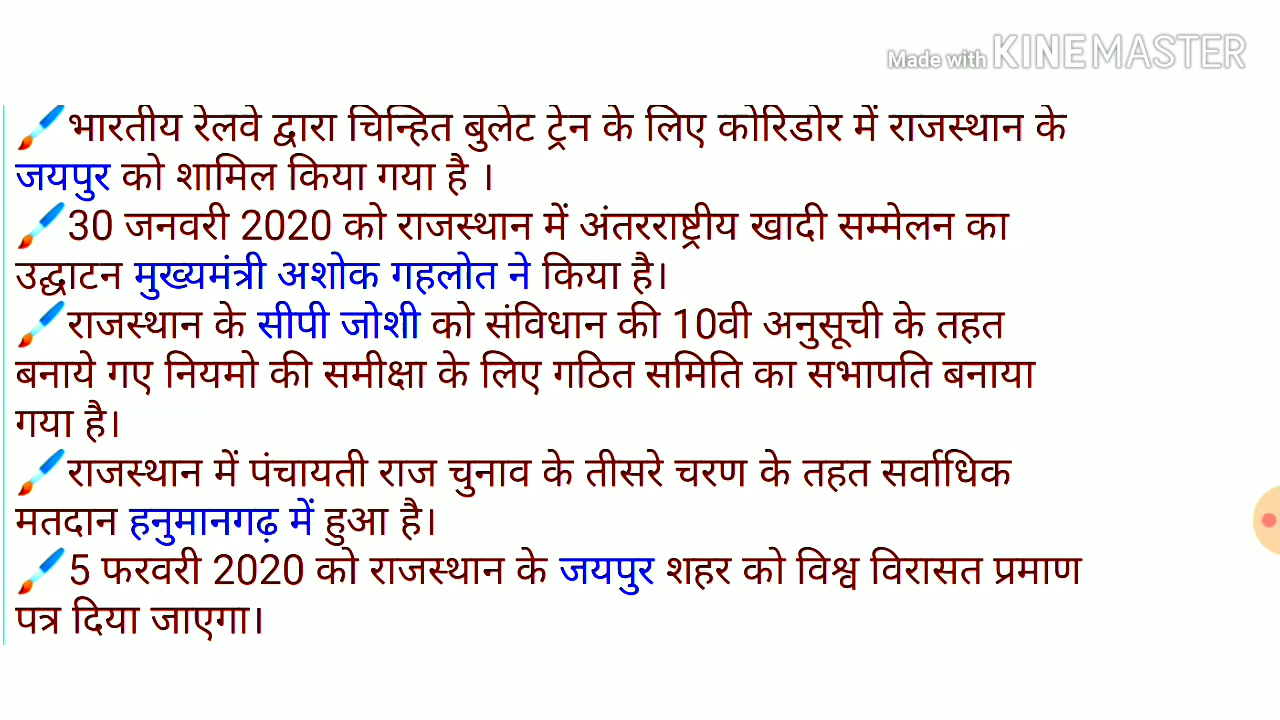 Made with KINEMASTER
भारतीय रेलवे द्वारा चिन्हित बुलेट ट्रेन के लिए कोरिडोर में राजस्थान के
जयपुर को शामिल किया गया है ।
30 जनवरी 2020 को राजस्थान में अंतरराष्ट्रीय खादी सम्मेलन का
उद्घाटन मुख्यमंत्री अशोक गहलोत ने किया है।
राजस्थान के सीपी जोशी को संविधान की 10वी अनुसूची के तहत
बनाये गए नियमो की समीक्षा के लिए गठित समिति का सभापति बनाया
गया है।
राजस्थान में पंचायती राज चुनाव के तीसरे चरण के तहत सर्वाधिक
मतदान हनुमानगढ़ में हुआ है।
5 फरवरी 2020 को राजस्थान के जयपुर शहर को विश्व विरासत प्रमाण
पत्र दिया जाएगा।